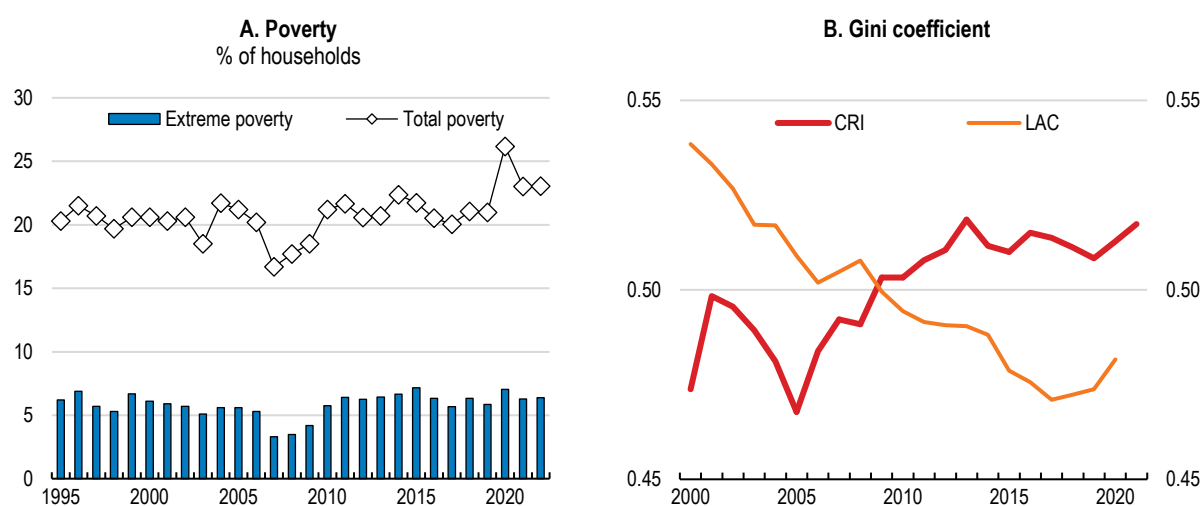 A. Poverty
% of households
30
25
20
15
10
5
0
Extreme poverty
Total poverty
1995 2000 2005 2010 2015 2020
B. Gini coefficient
0.55 0.55
CRI
LAC
0.50 0.50
0.45 0.45
2000 2005 2010 2015 2020